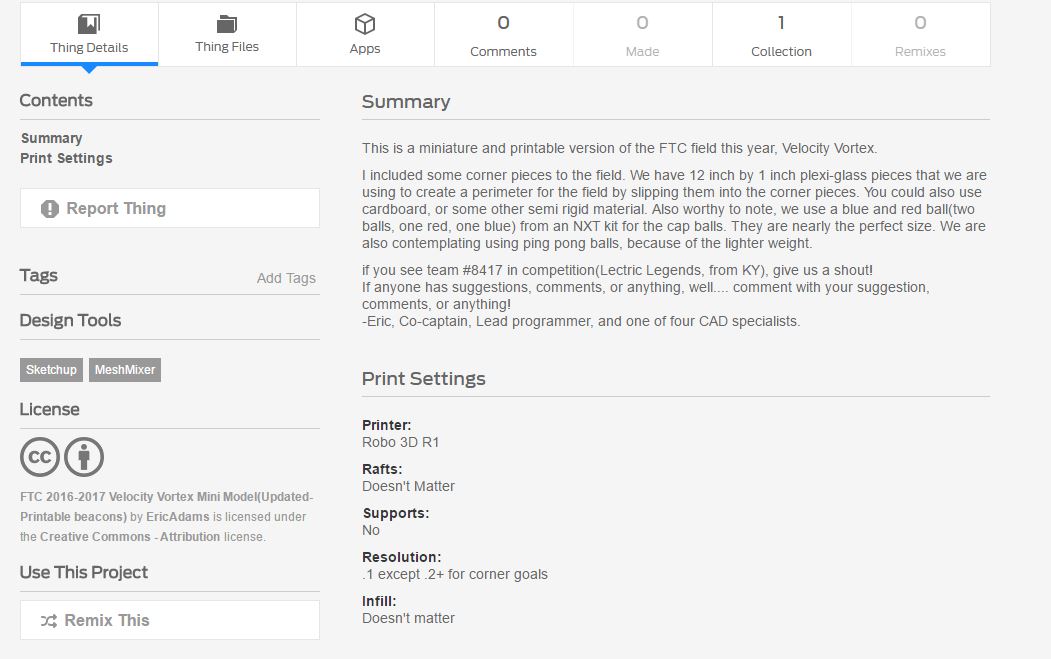 Thing Details
Thing Files
Apps
0
Comments
0
Made
1
Collection
0
Remixes
Contents
Summary
Print Settings
Report Thing
Tags
Add Tags
Design Tools
Sketchup MeshMixer
License
cc
FTC 2016-2017 Velocity Vortex Mini Model(Updated-
Printable beacons) by EricAdams is licensed under
the Creative Commons - Attribution license.
Use This Project
Remix This
Summary
This is a miniature and printable version of the FTC field this year, Velocity Vortex.
I included some corner pieces to the field. We have 12 inch by 1 inch plexi-glass pieces that we are
using to create a perimeter for the field by slipping them into the corner pieces. You could also use
cardboard, or some other semi rigid material. Also worthy to note, we use a blue and red ball(two
balls, one red, one blue) from an NXT kit for the cap balls. They are nearly the perfect size. We are
also contemplating using ping pong balls, because of the lighter weight.
if you see team #8417 in competition(Lectric Legends, from KY), give us a shout!
If anyone has suggestions, comments, or anything, well.... comment with your suggestion,
comments, or anything!
-Eric, Co-captain, Lead programmer, and one of four CAD specialists.
Print Settings
Printer:
Robo 3D R1
Rafts:
Doesn't Matter
Supports:
No
Resolution:
.1 except .2+ for corner goals
Infill:
Doesn't matter